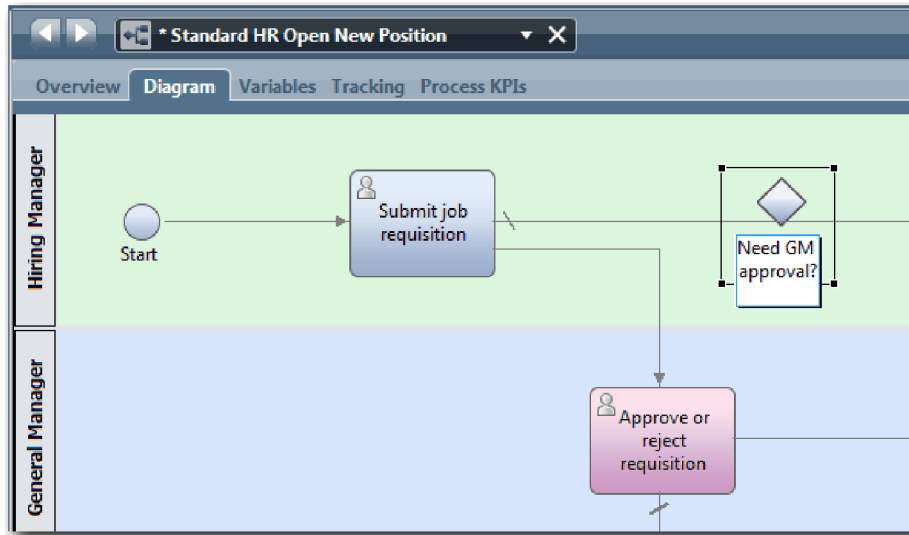 * Standard HR Open New Position
Overview Diagram Variables Tracking Process KPIs
Hiring Manager
Start
Submit job
requisition
Need GM
approval?
General Manager
Approve or
reject
requisition